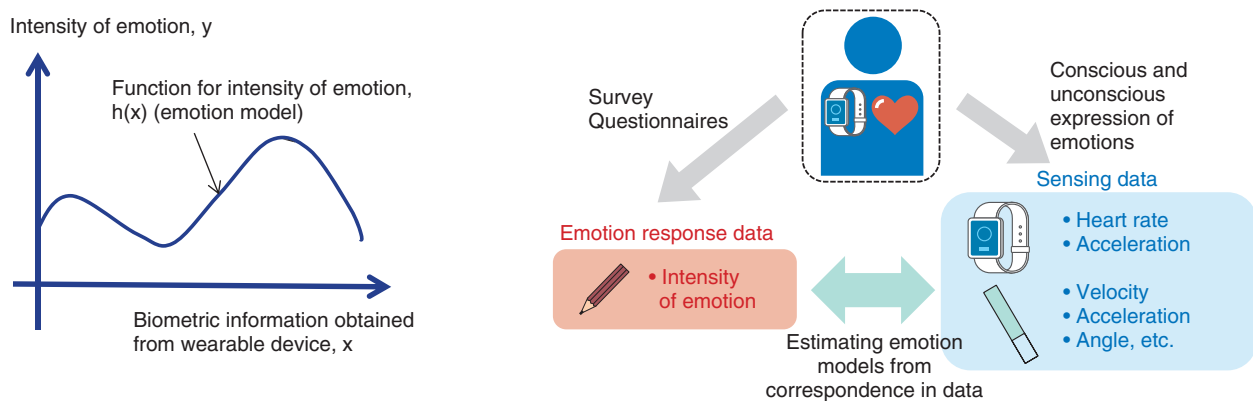 Intensity of emotion, y
Function for intensity of emotion,
h(x) (emotion model)
Biometric information obtained
from wearable device, x
Survey
Questionnaires
Conscious and
unconscious
expression of
emotions
Emotion response data
• Intensity
of emotion
Sensing data
• Heart rate
• Acceleration
• Velocity
• Acceleration
• Angle, etc.
Estimating emotion
models from
correspondence in data